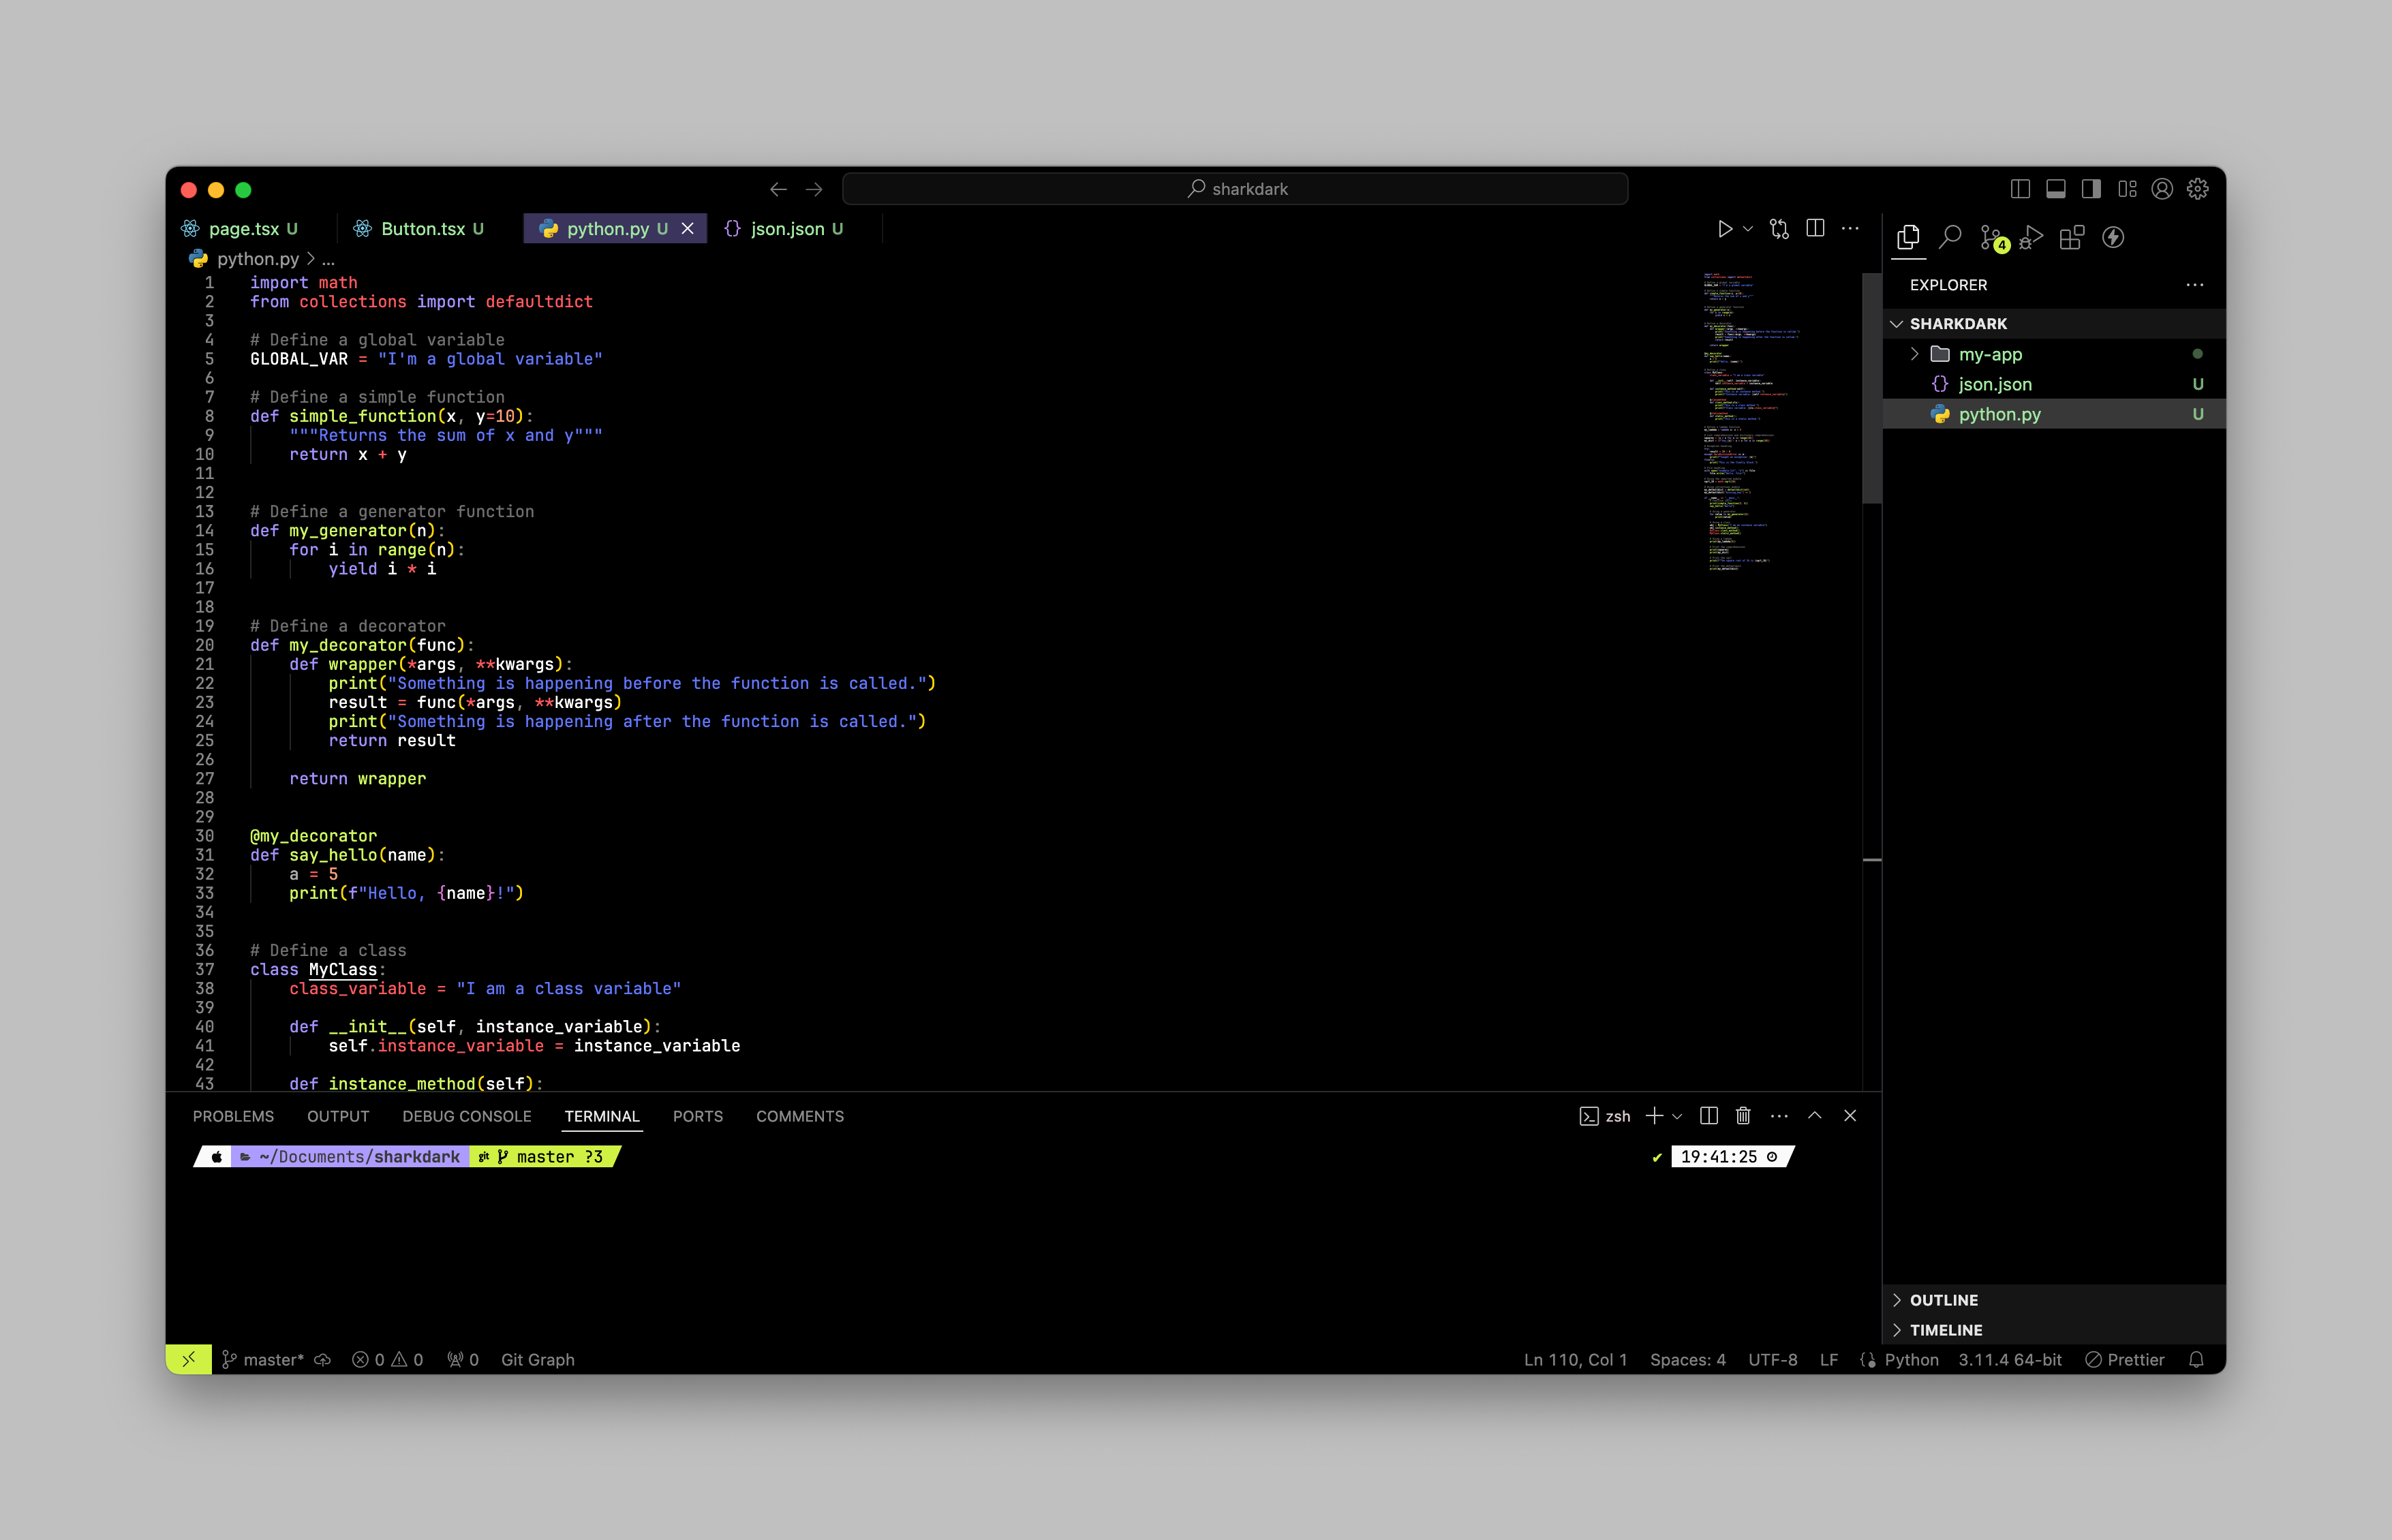 sharkdark
page.tsx U
Button.tsx U
python.py U
json.json U
python.py > ...
1 import math
2 from collections import defaultdict
3
4 # Define a global variable
5 GLOBAL_VAR = "I'm a global variable"
6
7 # Define a simple function
8 def simple_function(x, y=10):
9     """Returns the sum of x and y"""
10     return x + y
11
12
13 # Define a generator function
14 def my_generator(n):
15     for i in range(n):
16         yield i * i
17
18
19 # Define a decorator
20 def my_decorator(func):
21     def wrapper(*args, **kwargs):
22         print("Something is happening before the function is called.")
23         result = func(*args, **kwargs)
24         print("Something is happening after the function is called.")
25         return result
26
27     return wrapper
28
29
30 @my_decorator
31 def say_hello(name):
32     a = 5
33     print(f"Hello, {name}!")
34
35
36 # Define a class
37 class MyClass:
38     class_variable = "I am a class variable"
39
40     def __init__(self, instance_variable):
41         self.instance_variable = instance_variable
42
43     def instance_method(self):
4
EXPLORER
SHARKDARK
my-app
json.json U
python.py U
OUTLINE
TIMELINE
PROBLEMS OUTPUT DEBUG CONSOLE TERMINAL PORTS COMMENTS
zsh
~/Documents/sharkdark git master ?3
19:41:25
master* 0 0 0 Git Graph
Ln 110, Col 1 Spaces: 4 UTF-8 LF Python 3.11.4 64-bit Prettier